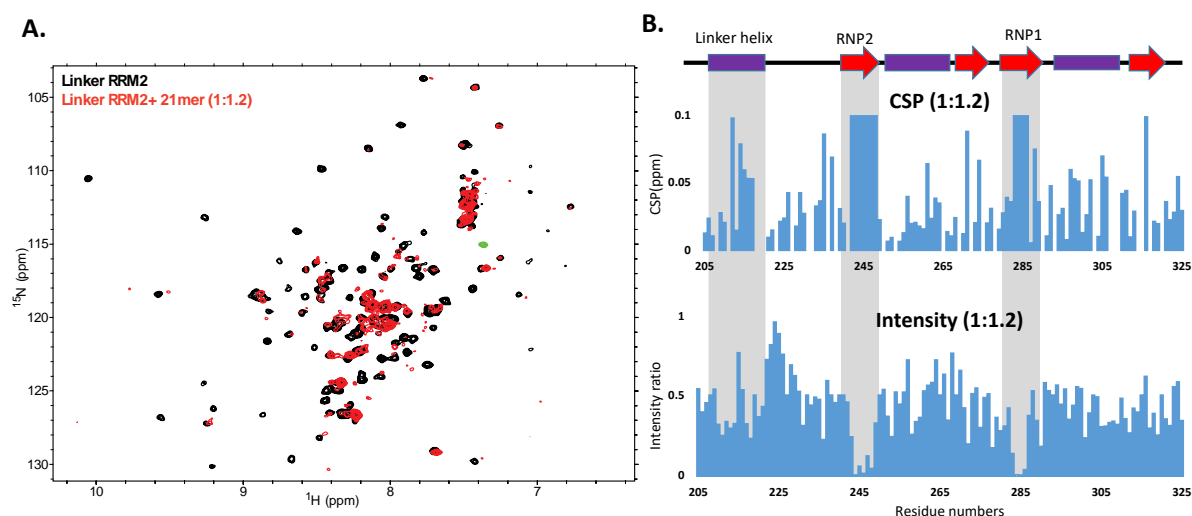 A.
Linker RRM2
Linker RRM2+ 21mer (1:1.2)
105
110
115
120
125
130
15N (ppm)
10
9
8
7
1H (ppm)
B.
Linker helix
RNP2
RNP1
CSP (1:1.2)
0.1
0.05
0
CSP(ppm)
205
225
245
265
285
305
325
Intensity (1:1.2)
1
0.5
0
Intensity ratio
205
225
245
265
285
305
325
Residue numbers